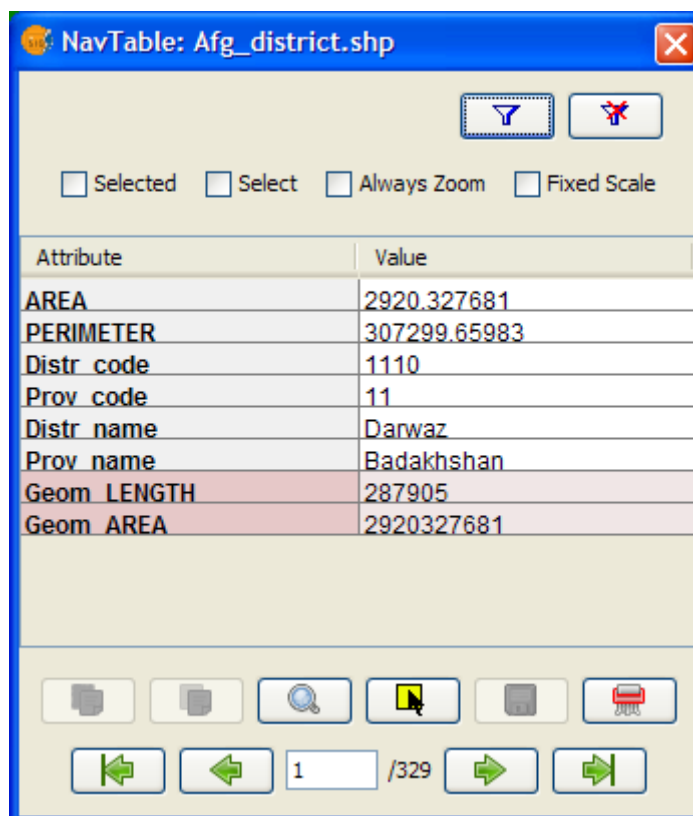 NavTable: Afg_district.shp
Selected Select Always Zoom Fixed Scale
Attribute Value
AREA 2920.327681
PERIMETER 307299.65983
Distr_code 1110
Prov_code 11
Distr_name Darwaz
Prov_name Badakhshan
Geom_LENGTH 287905
Geom_AREA 2920327681
1 /329